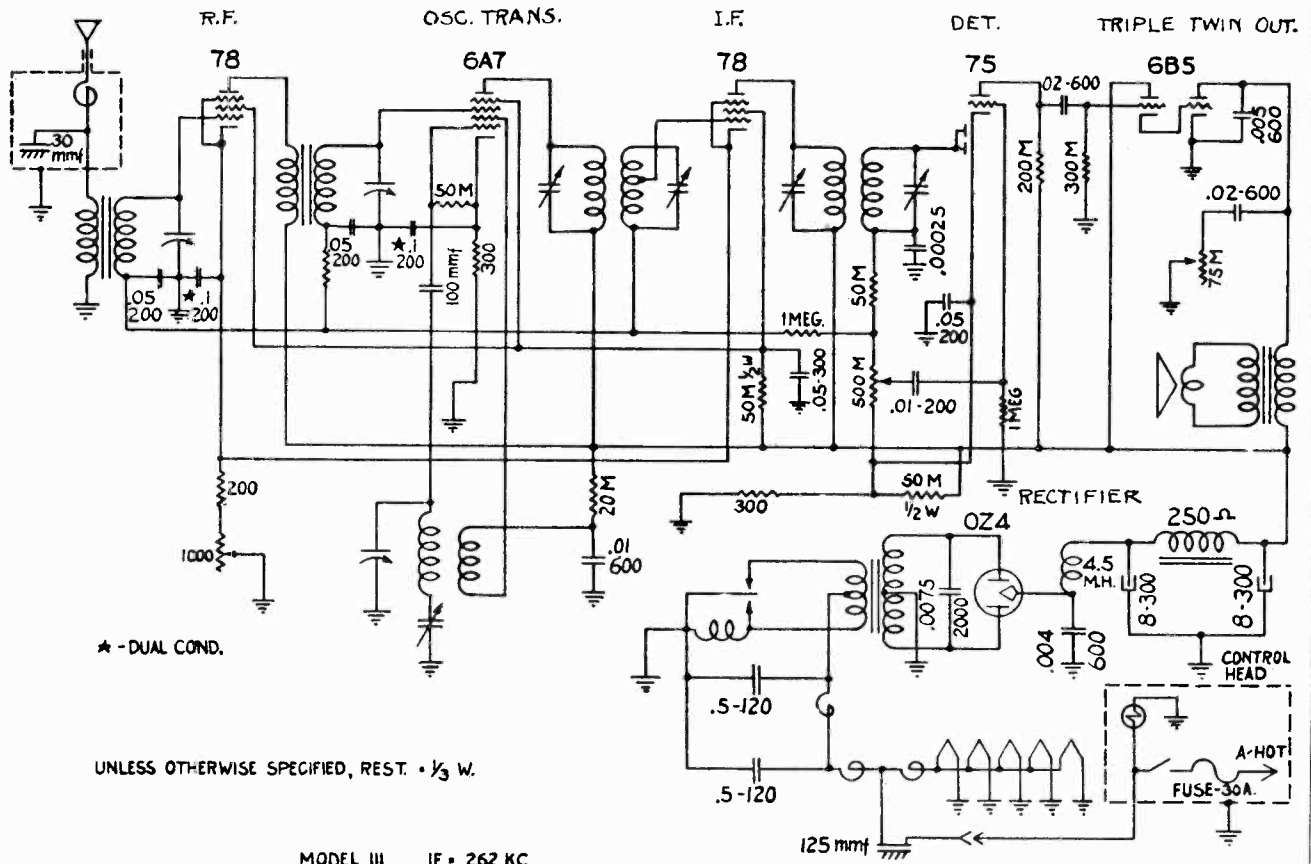 R.F. OSC. TRANS. I.F. DET. TRIPLE TWIN OUT.
78 6A7 78 75 6B5
.02-600
.005
600
30
mmf
50M
200M
300M
.02-600
.05
200
★.1
200
.05
200
★.1
200
100 mmf
300
.00025
75M
50M
1MEG.
.05
200
50M ½W
.05-300
500M
.01-200
1MEG
200
20M
300
50M
½W
RECTIFIER
OZ4
250Ω
1000
.01
600
4.5
M.H.
8-300
8-300
.0075
2000
.004
600
★-DUAL COND.
CONTROL
HEAD
.5-120
A-HOT
FUSE-30A.
UNLESS OTHERWISE SPECIFIED, REST. = ⅓ W.
.5-120
125mmf
MODEL III IF = 262 KC